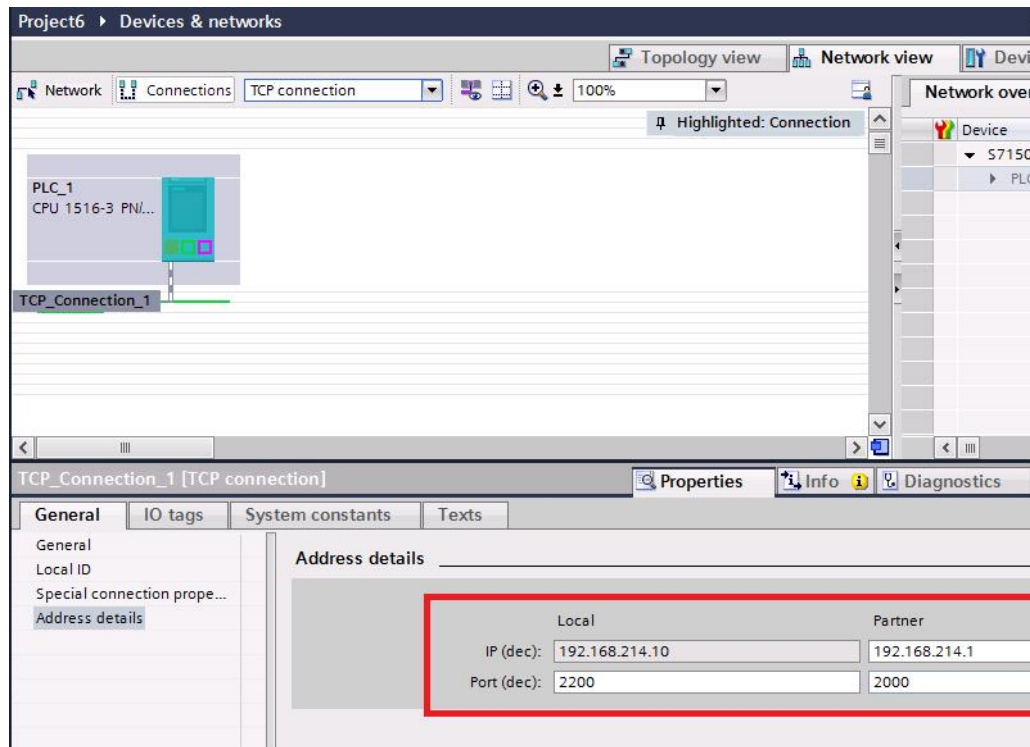 Project6 ▸ Devices & networks
Topology view Network view Devi
Network Connections TCP connection 100% Network over
Highlighted: Connection
Device
S7150
PLC
PLC_1
CPU 1516-3 PN/...
TCP_Connection_1
TCP_Connection_1 [TCP connection] Properties Info Diagnostics
General IO tags System constants Texts
General
Local ID
Special connection prope...
Address details
Address details
Local Partner
IP (dec): 192.168.214.10 192.168.214.1
Port (dec): 2200 2000